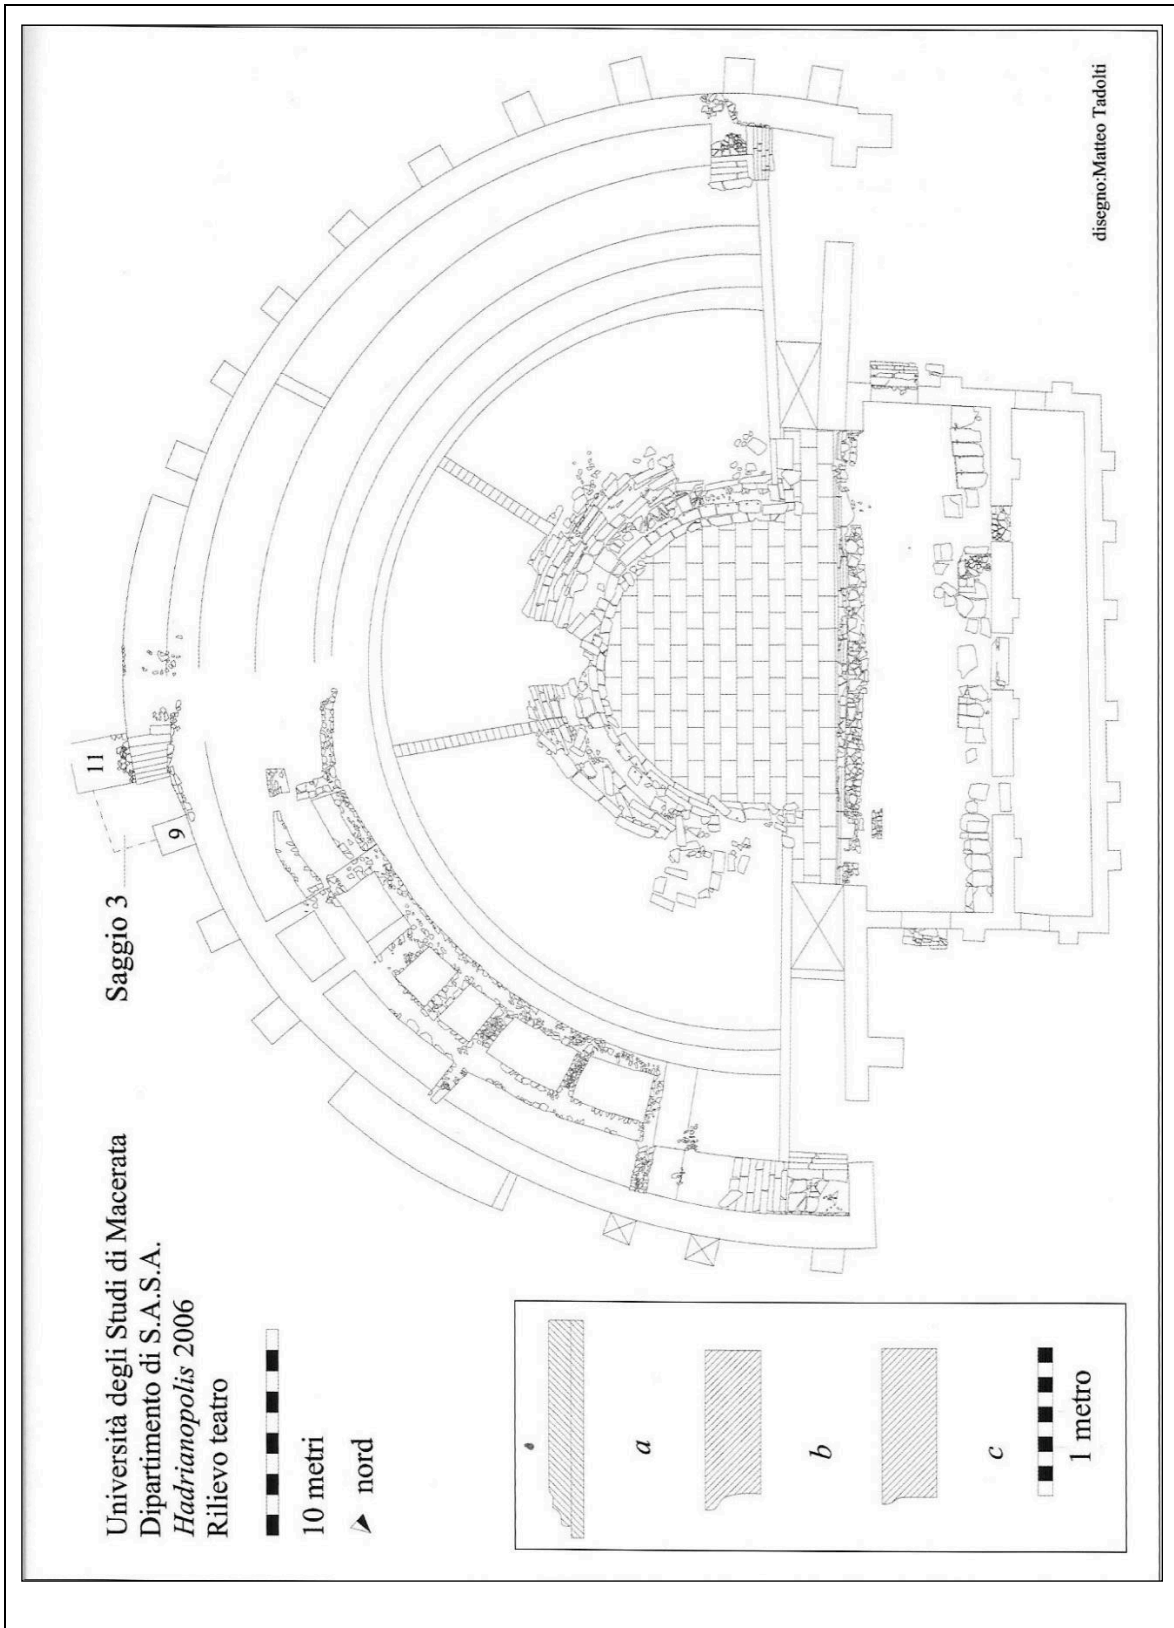 Università degli Studi di Macerata
Dipartimento di S.A.S.A.
Hadrianopolis 2006
Rilievo teatro
10 metri
nord
Saggio 3
9
11
a
b
c
1 metro
disegno:Matteo Tadolti